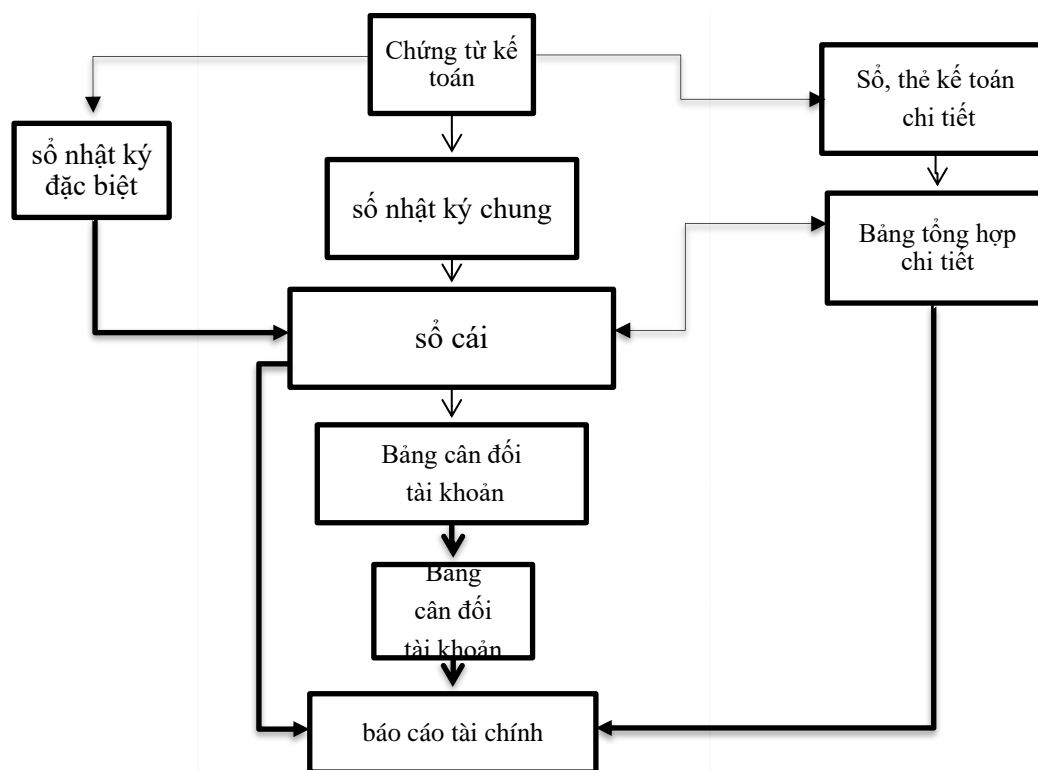 Chứng từ kế
toán
Sổ, thẻ kế toán
chi tiết
sổ nhật ký
đặc biệt
số nhật ký chung
Bảng tổng hợp
chi tiết
sổ cái
Bảng cân đối
tài khoản
Bảng
cân đối
tài khoản
báo cáo tài chính